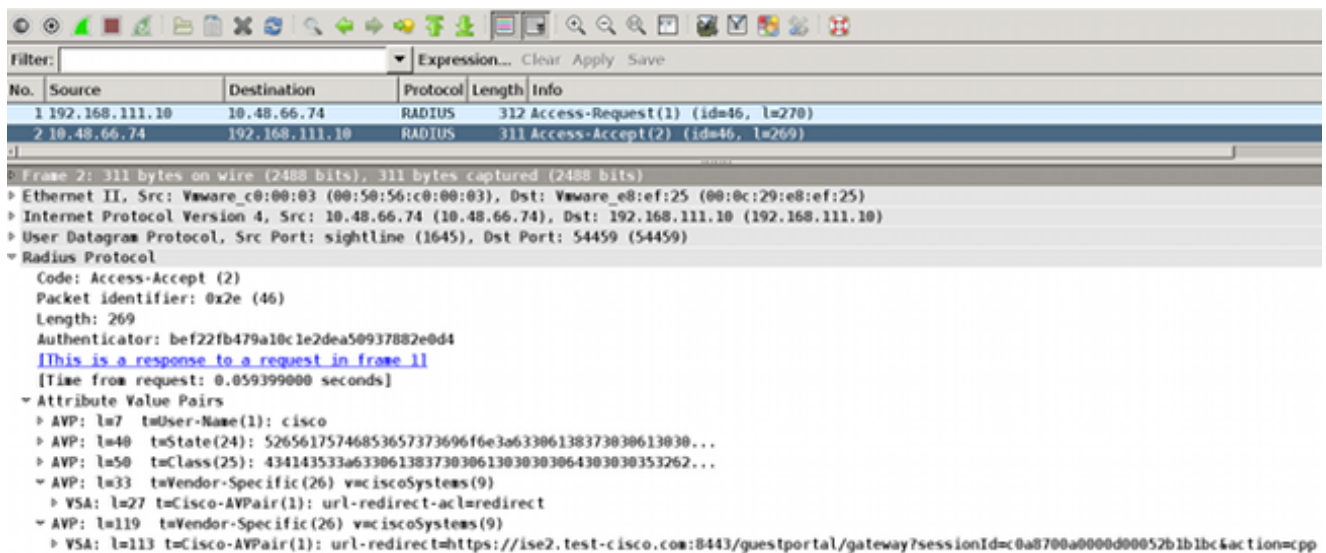 Filter: Expression... Clear Apply Save
No. Source Destination Protocol Length Info
1 192.168.111.10 10.48.66.74 RADIUS 312 Access-Request(1) (id=46, l=270)
2 10.48.66.74 192.168.111.10 RADIUS 311 Access-Accept(2) (id=46, l=269)
Frame 2: 311 bytes on wire (2488 bits), 311 bytes captured (2488 bits)
Ethernet II, Src: Vmware_c0:00:03 (00:50:56:c0:00:03), Dst: Vmware_e8:ef:25 (00:0c:29:e8:ef:25)
Internet Protocol Version 4, Src: 10.48.66.74 (10.48.66.74), Dst: 192.168.111.10 (192.168.111.10)
User Datagram Protocol, Src Port: sightline (1645), Dst Port: 54459 (54459)
Radius Protocol
Code: Access-Accept (2)
Packet identifier: 0x2e (46)
Length: 269
Authenticator: bef22fb479a10c1e2dea50937882e0d4
[This is a response to a request in frame 1]
[Time from request: 0.059399000 seconds]
Attribute Value Pairs
AVP: l=7 t=User-Name(1): cisco
AVP: l=40 t=State(24): 52656175746853657373696f6e3a63306138373030613030...
AVP: l=50 t=Class(25): 434143533a63306138373030613030303064303030353262...
AVP: l=33 t=Vendor-Specific(26) v=ciscoSystems(9)
VSA: l=27 t=Cisco-AVPair(1): url-redirect-acl=redirect
AVP: l=119 t=Vendor-Specific(26) v=ciscoSystems(9)
VSA: l=113 t=Cisco-AVPair(1): url-redirect=https://ise2.test-cisco.com:8443/guestportal/gateway?sessionId=c0a8700a0000d00052b1b1bc&action=cpp